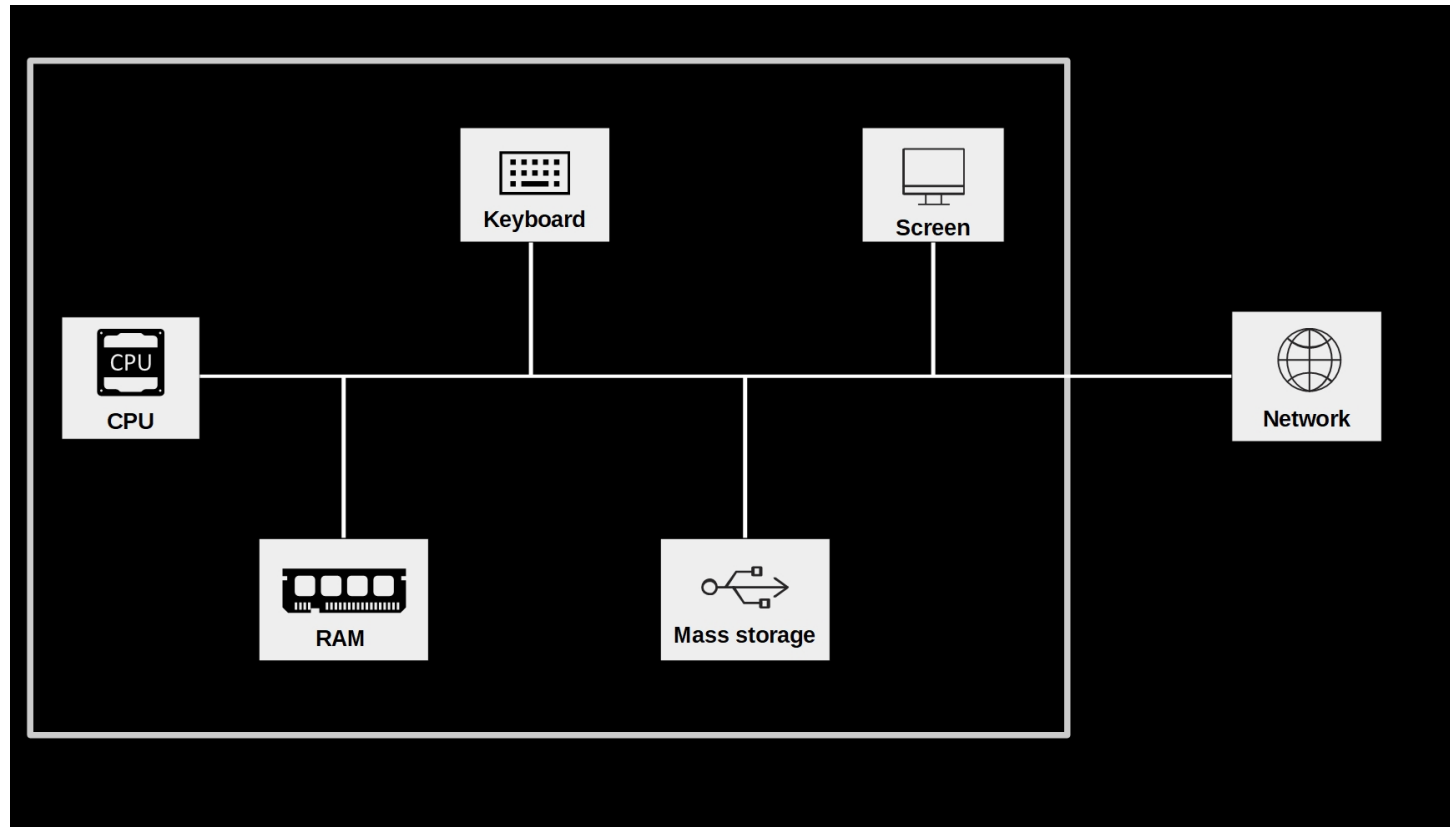 Keyboard
Screen
CPU
CPU
Network
RAM
Mass storage